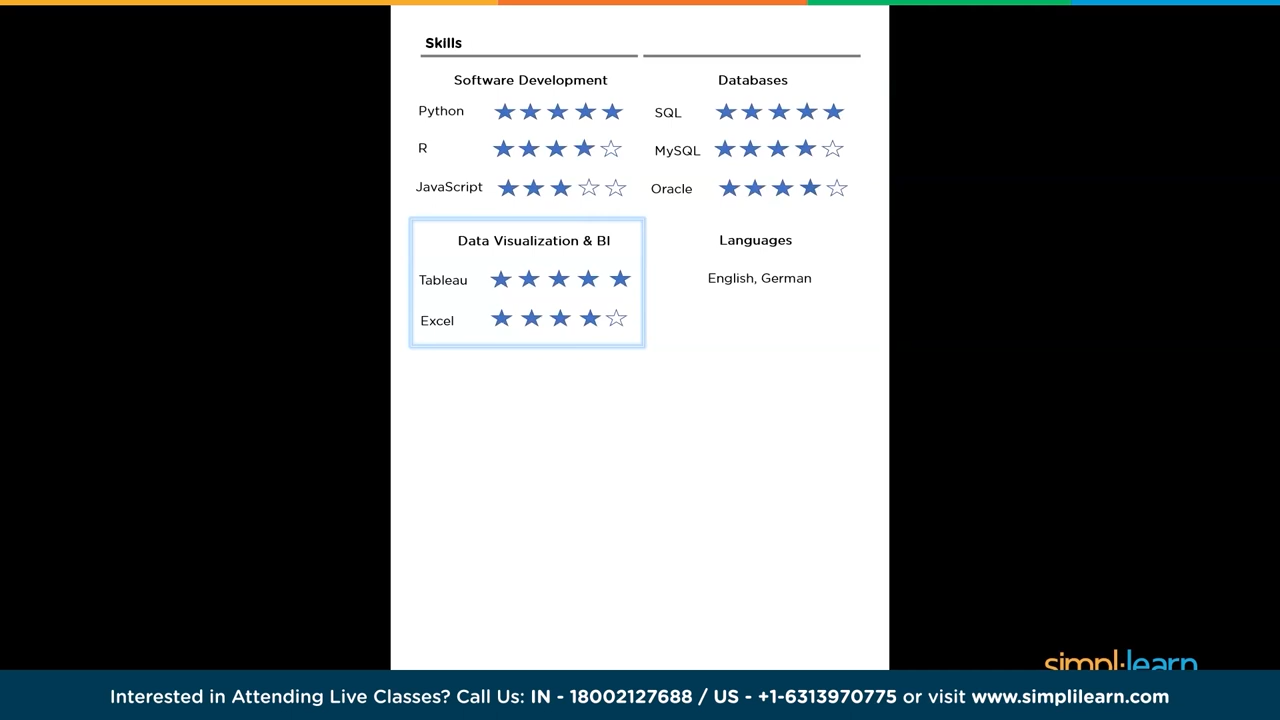 Skills
Software Development
Python
R
JavaScript
Databases
SQL
MySQL
Oracle
Data Visualization & BI
Tableau
Excel
Languages
English, German
simplilearn
Interested in Attending Live Classes? Call Us: IN - 18002127688 / US - +1-6313970775 or visit www.simplilearn.com